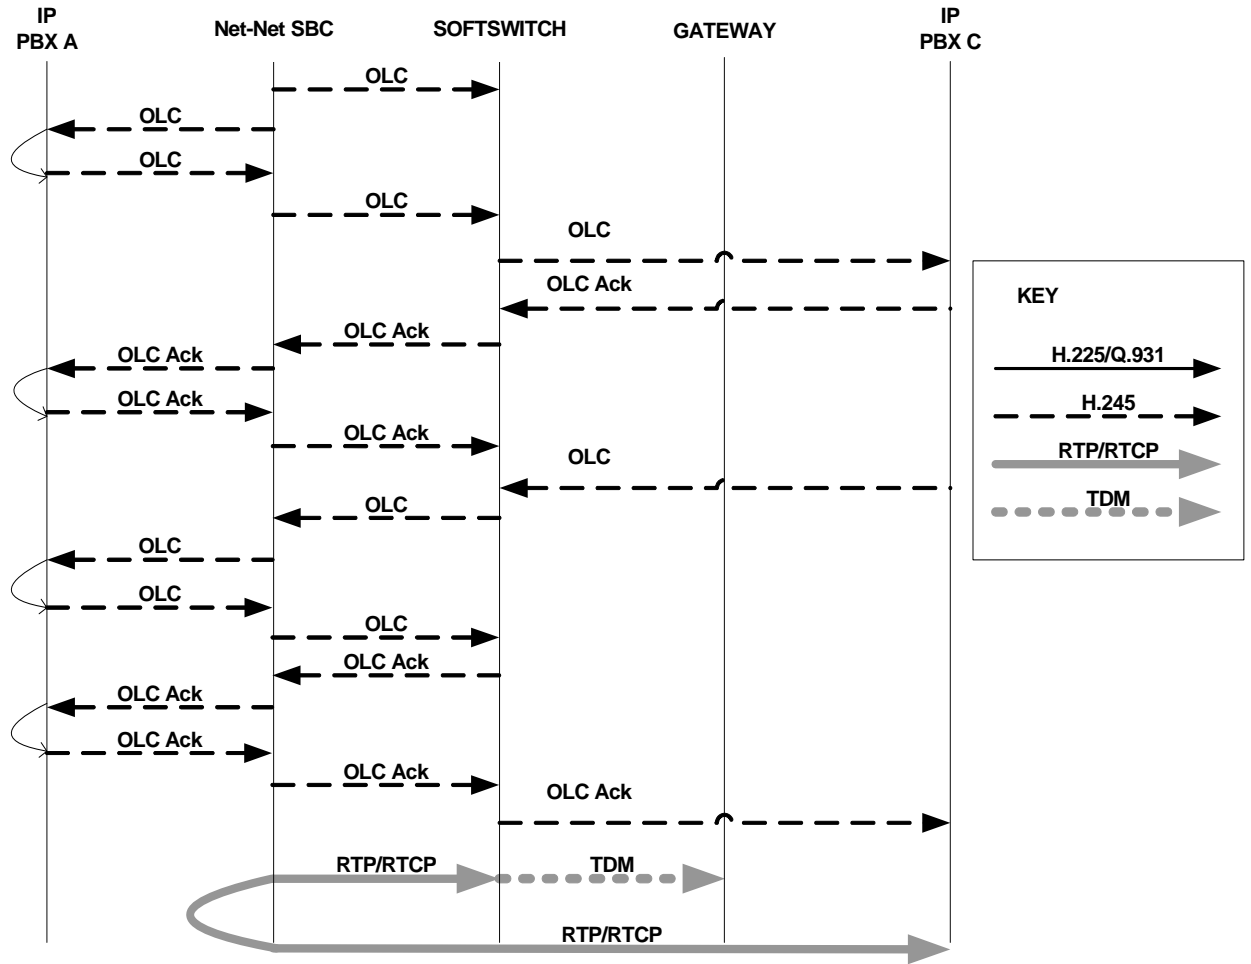 IP
PBX A
Net-Net SBC
SOFTSWITCH
GATEWAY
IP
PBX C
OLC
OLC
OLC
OLC
OLC
OLC Ack
OLC Ack
OLC Ack
OLC Ack
OLC Ack
OLC
OLC
OLC
OLC
OLC
OLC Ack
OLC Ack
OLC Ack
OLC Ack
OLC Ack
RTP/RTCP
TDM
RTP/RTCP
KEY
H.225/Q.931
H.245
RTP/RTCP
TDM